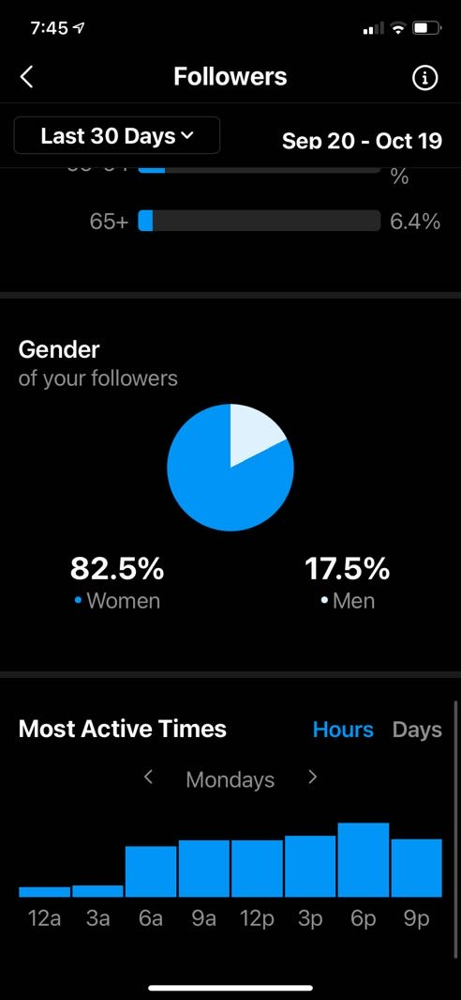 7:45
Followers
Last 30 Days
Sep 20 - Oct 19
%
65+ 6.4%
Gender
of your followers
82.5% 17.5%
Women Men
Most Active Times Hours Days
Mondays
12a 3a 6a 9a 12p 3p 6p 9p